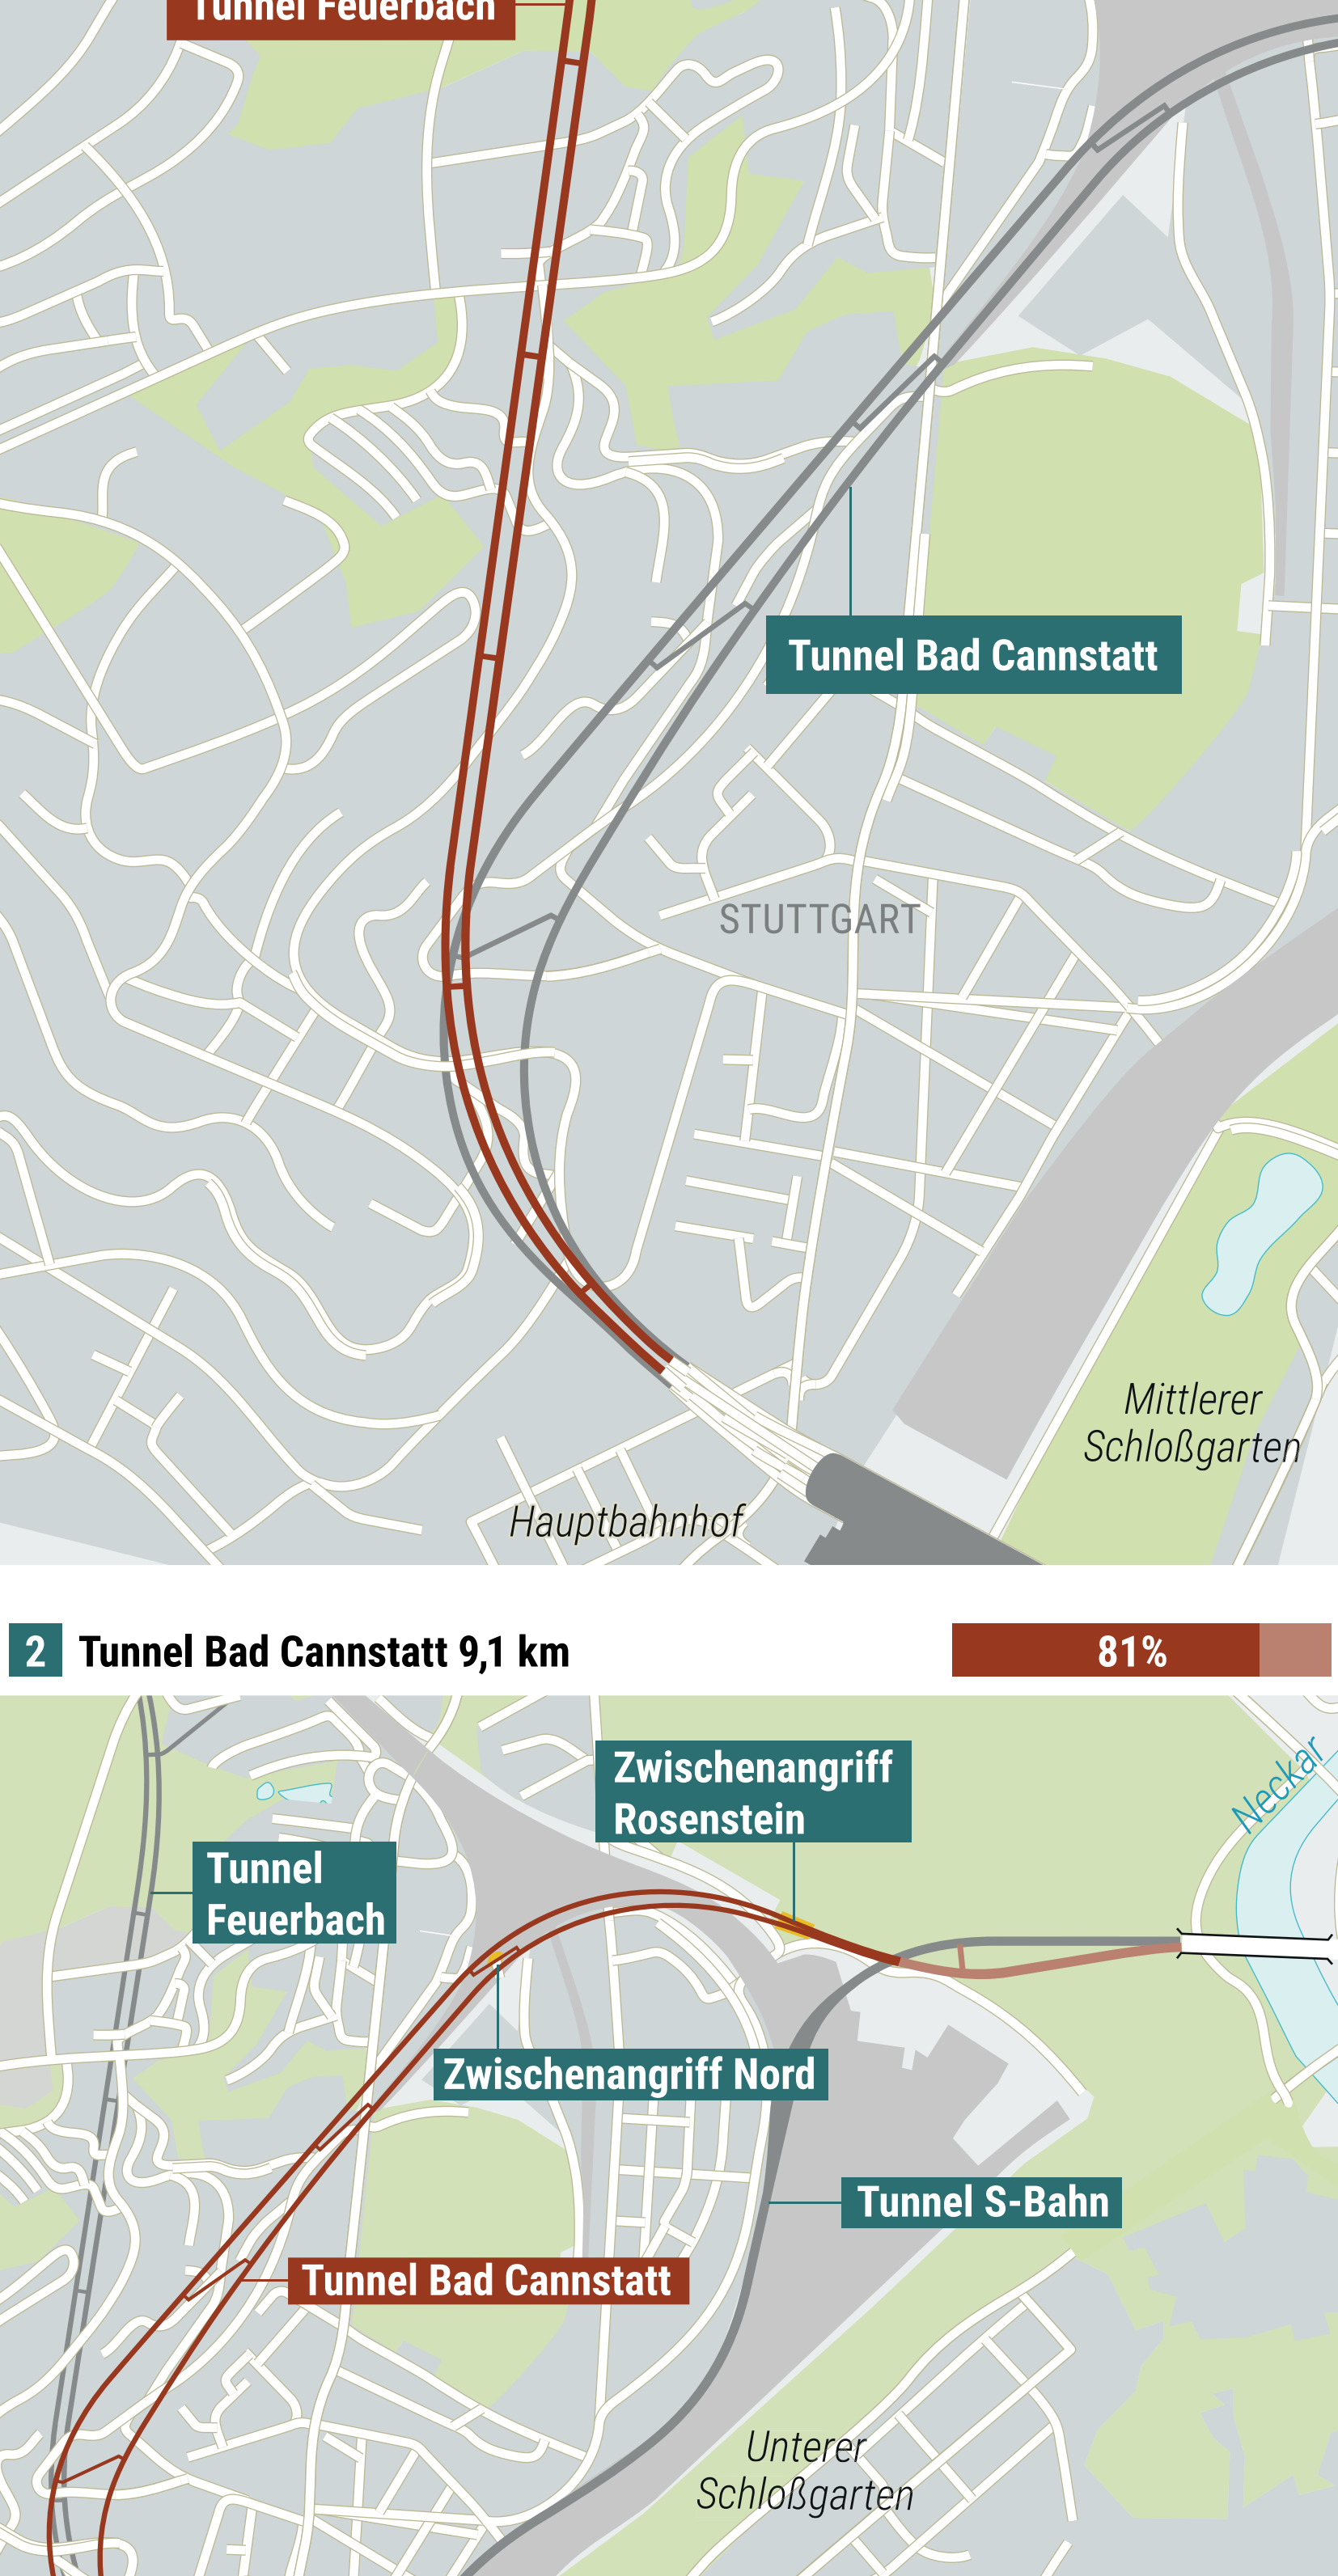 Tunnel Feuerbach
Tunnel Bad Cannstatt
STUTTGART
Mittlerer
Schloßgarten
Hauptbahnhof
2 Tunnel Bad Cannstatt 9,1 km 81%
Zwischenangriff
Rosenstein
Neckar
Tunnel
Feuerbach
Zwischenangriff Nord
Tunnel S-Bahn
Tunnel Bad Cannstatt
Unterer
Schloßgarten